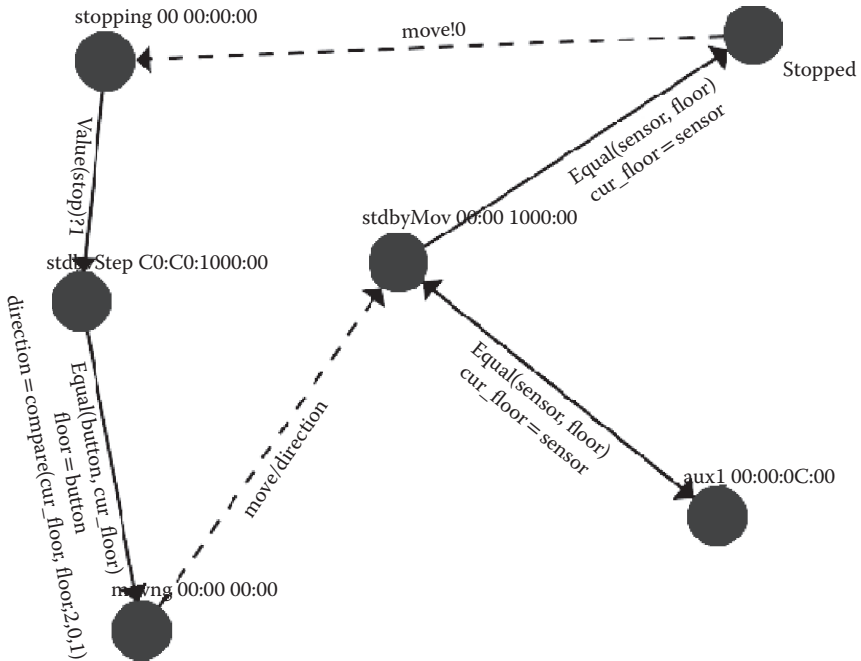 stopping 00 00:00:00
move!0
Stopped
Value(stop)?1
Equal(sensor, floor)
cur_floor = sensor
stdbyMov 00:00 1000:00
Step C0:C0:1000:00
Equal(button, cur_floor)
floor = button
direction = compare(cur_floor, floor,2,0,1)
move/direction
Equal(sensor, floor)
cur_floor = sensor
aux1 00:00:0C:00
00:00 00:00